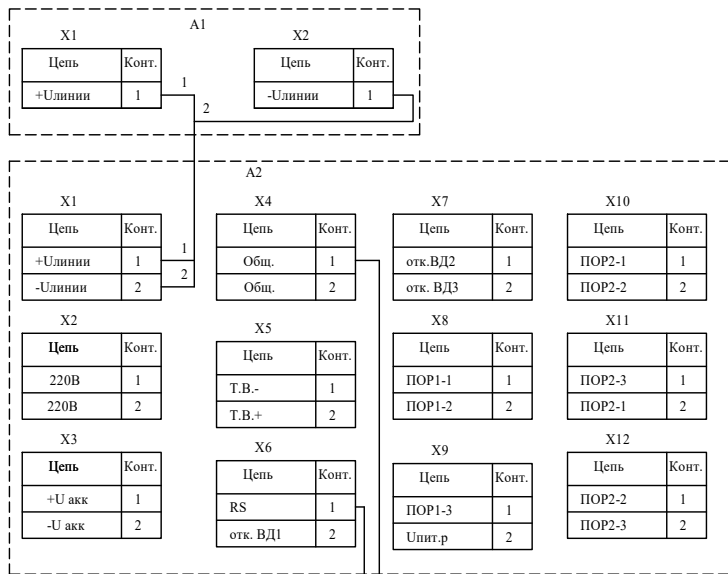 A1
X1 X2
Цепь Конт. Цепь Конт.
+Uлинии 1 1 -Uлинии 1
2
A2
X1 X4 X7 X10
Цепь Конт. Цепь Конт. Цепь Конт. Цепь Конт.
+Uлинии 1 1 Общ. 1 отк.ВД2 1 ПОР2-1 1
-Uлинии 2 2 Общ. 2 отк. ВД3 2 ПОР2-2 2
X2 X5 X8 X11
Цепь Конт. Цепь Конт. Цепь Конт. Цепь Конт.
220В 1 Т.В.- 1 ПОР1-1 1 ПОР2-3 1
220В 2 Т.В.+ 2 ПОР1-2 2 ПОР2-1 2
X3 X6 X9 X12
Цепь Конт. Цепь Конт. Цепь Конт. Цепь Конт.
+U акк 1 RS 1 ПОР1-3 1 ПОР2-2 1
-U акк 2 отк. ВД1 2 Uпит.р 2 ПОР2-3 2